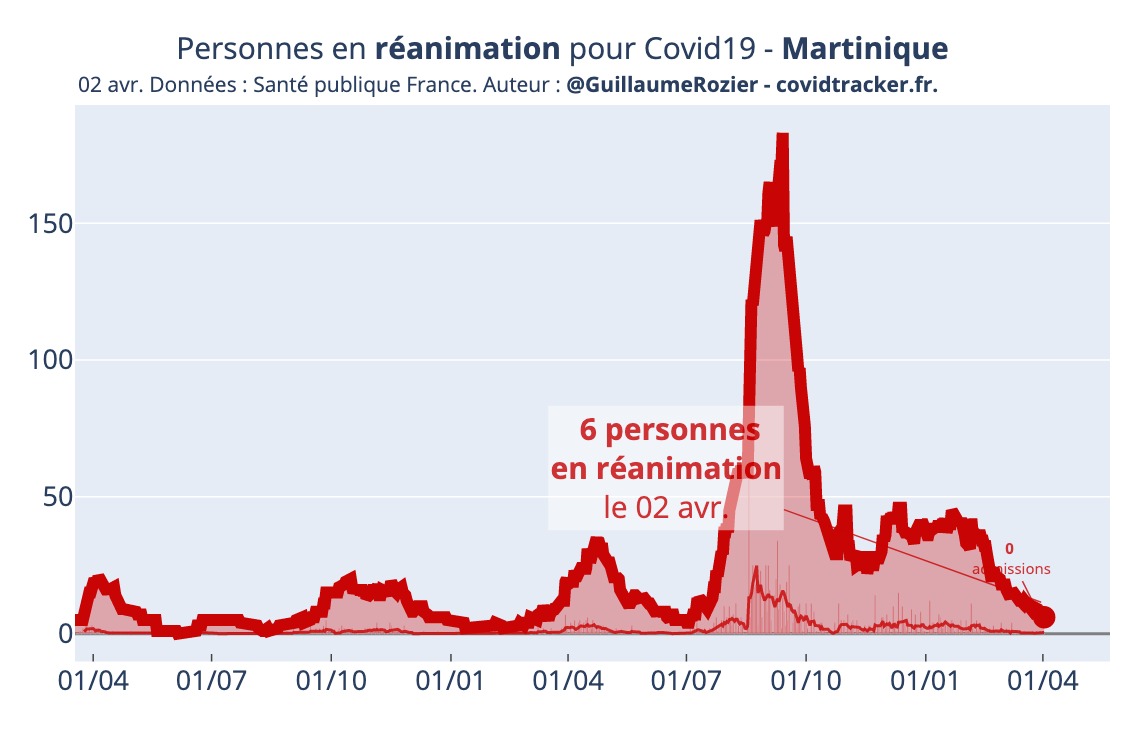 Personnes en réanimation pour Covid19 - Martinique
02 avr. Données : Santé publique France. Auteur : @GuillaumeRozier - covidtracker.fr.
150
100
50
0
6 personnes
en réanimation
le 02 avr.
0
admissions
01/04
01/07
01/10
01/01
01/04
01/07
01/10
01/01
01/04